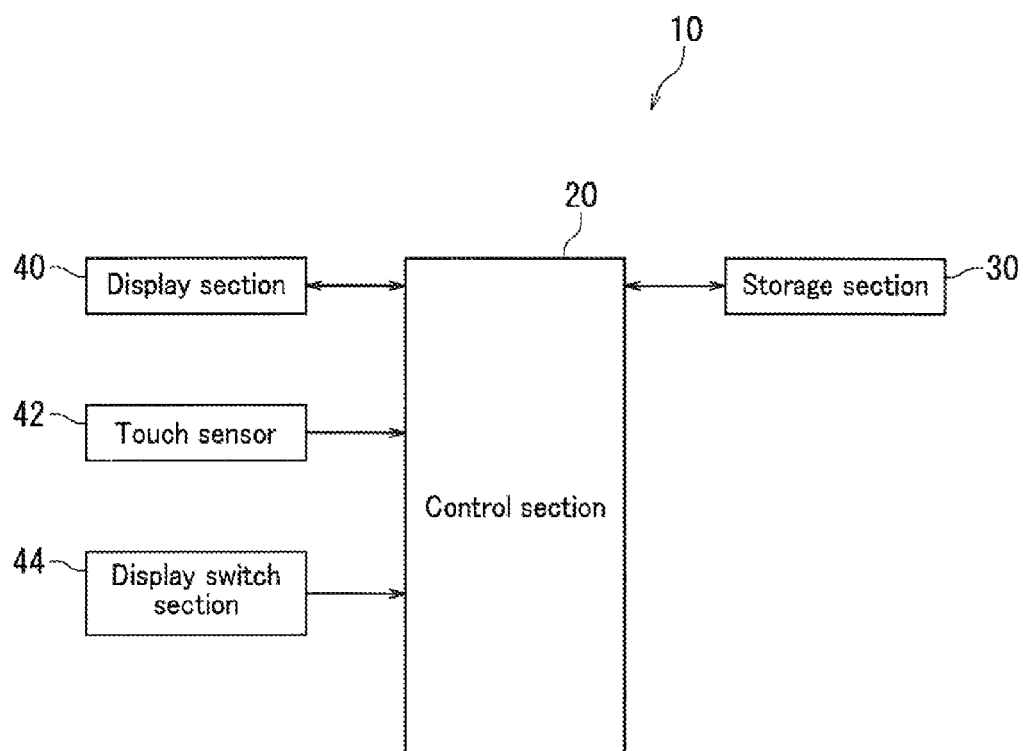 10
20
40
Display section
Storage section
30
42
Touch sensor
Control section
44
Display switch
section